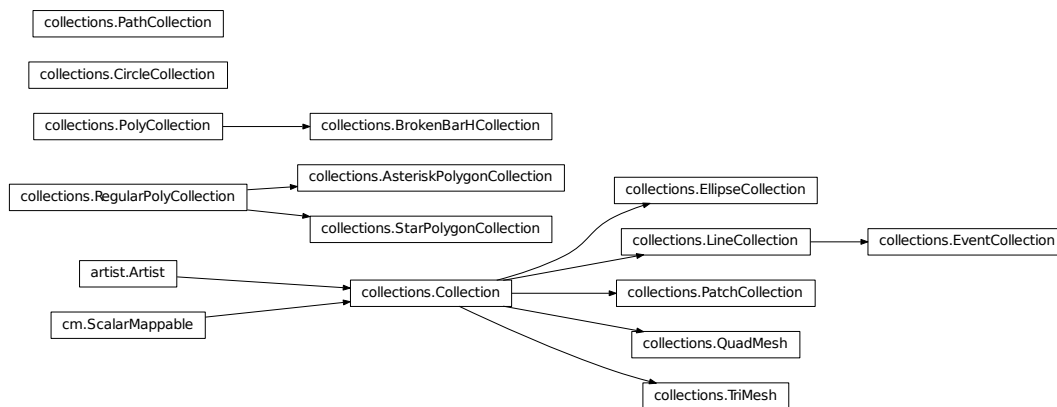 collections.PathCollection
collections.CircleCollection
collections.PolyCollection
collections.BrokenBarHCollection
collections.AsteriskPolygonCollection
collections.RegularPolyCollection
collections.StarPolygonCollection
collections.EllipseCollection
collections.LineCollection
collections.EventCollection
artist.Artist
collections.Collection
collections.PatchCollection
cm.ScalarMappable
collections.QuadMesh
collections.TriMesh